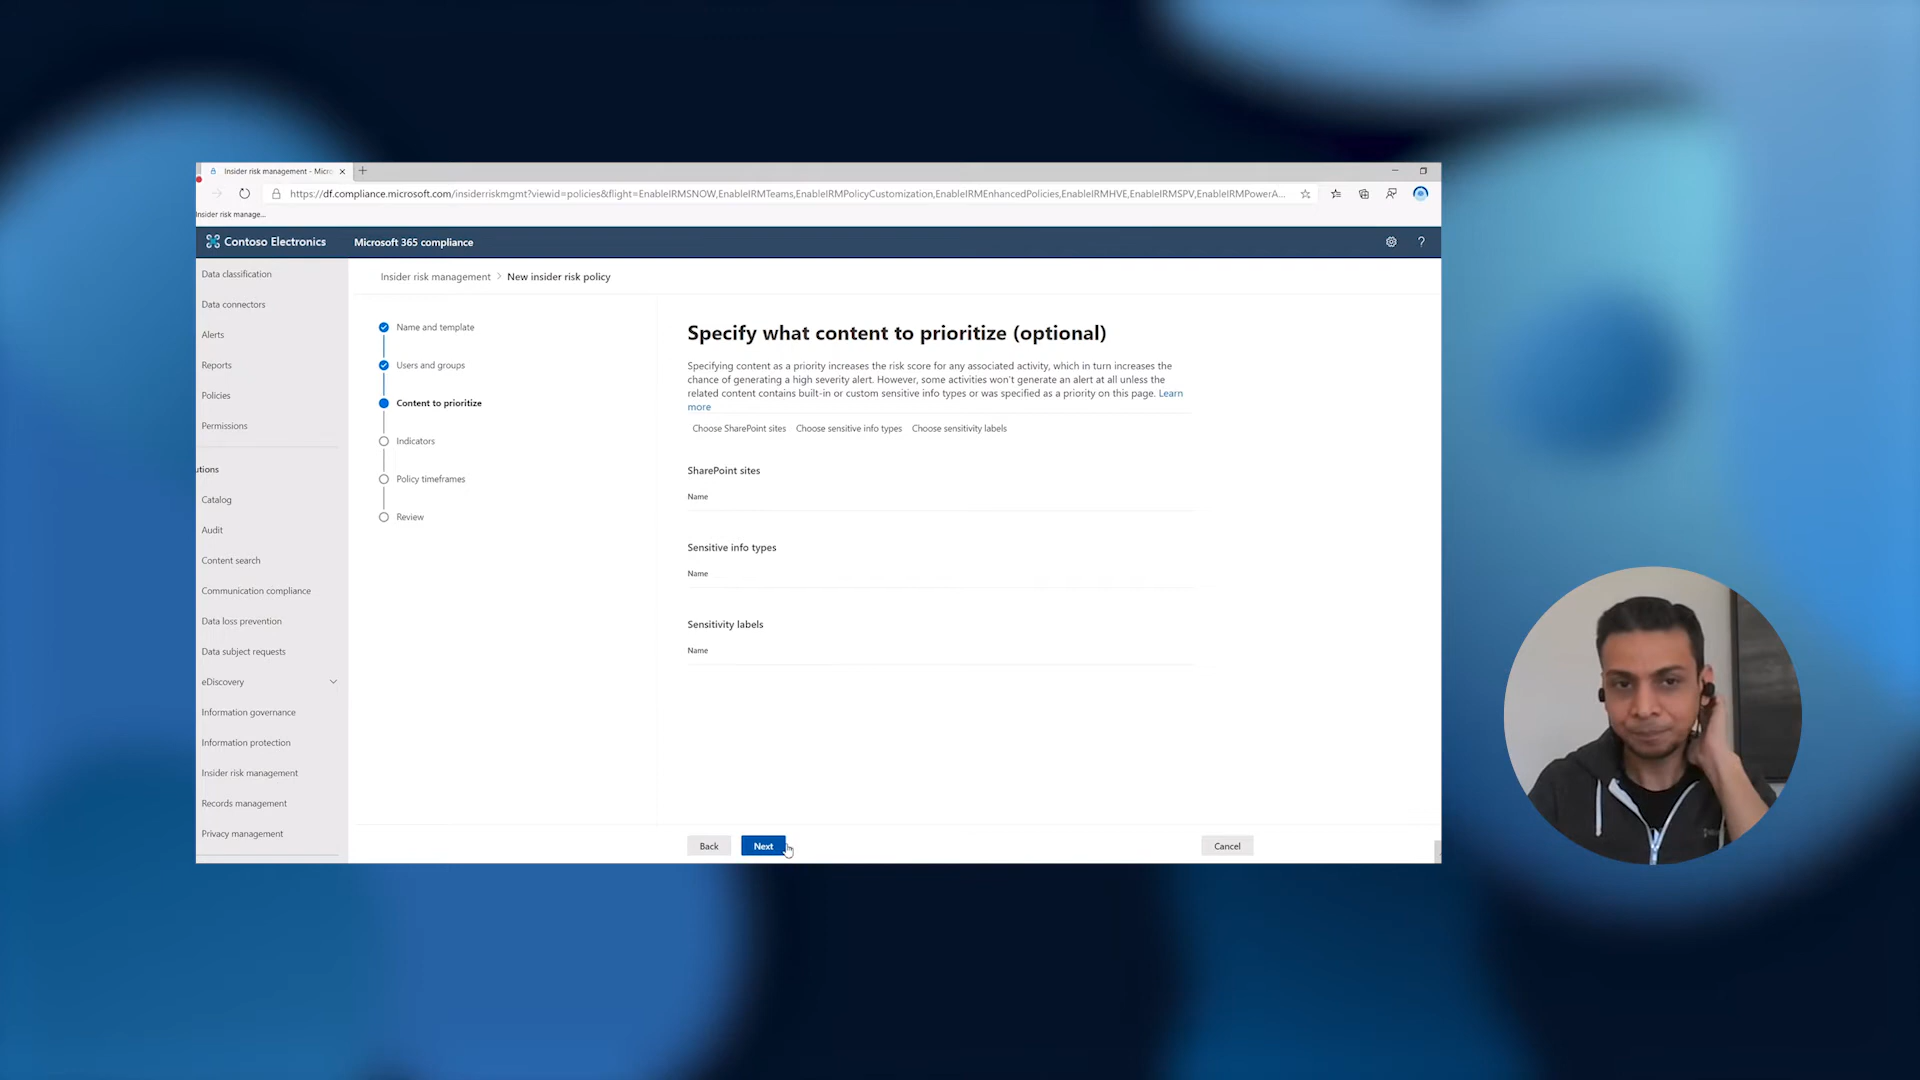 Insider risk management - Micro
https://df.compliance.microsoft.com/insiderriskmgmt?viewid=policies&flight=EnableIRMSNOW,EnableIRMTeams,EnableIRMPolicyCustomization,EnableIRMEnhancedPolicies,EnableIRMHVE,EnableIRMSPV,EnableIRMPowerA...
Insider risk manage...
Contoso Electronics
Microsoft 365 compliance
?
Data classification
Data connectors
Alerts
Reports
Policies
Permissions
utions
Catalog
Audit
Content search
Communication compliance
Data loss prevention
Data subject requests
eDiscovery
Information governance
Information protection
Insider risk management
Records management
Privacy management
Insider risk management > New insider risk policy
Name and template
Users and groups
Content to prioritize
Indicators
Policy timeframes
Review
Specify what content to prioritize (optional)
Specifying content as a priority increases the risk score for any associated activity, which in turn increases the
chance of generating a high severity alert. However, some activities won't generate an alert at all unless the
related content contains built-in or custom sensitive info types or was specified as a priority on this page. Learn
more
Choose SharePoint sites Choose sensitive info types Choose sensitivity labels
SharePoint sites
Name
Sensitive info types
Name
Sensitivity labels
Name
Back
Next
Cancel